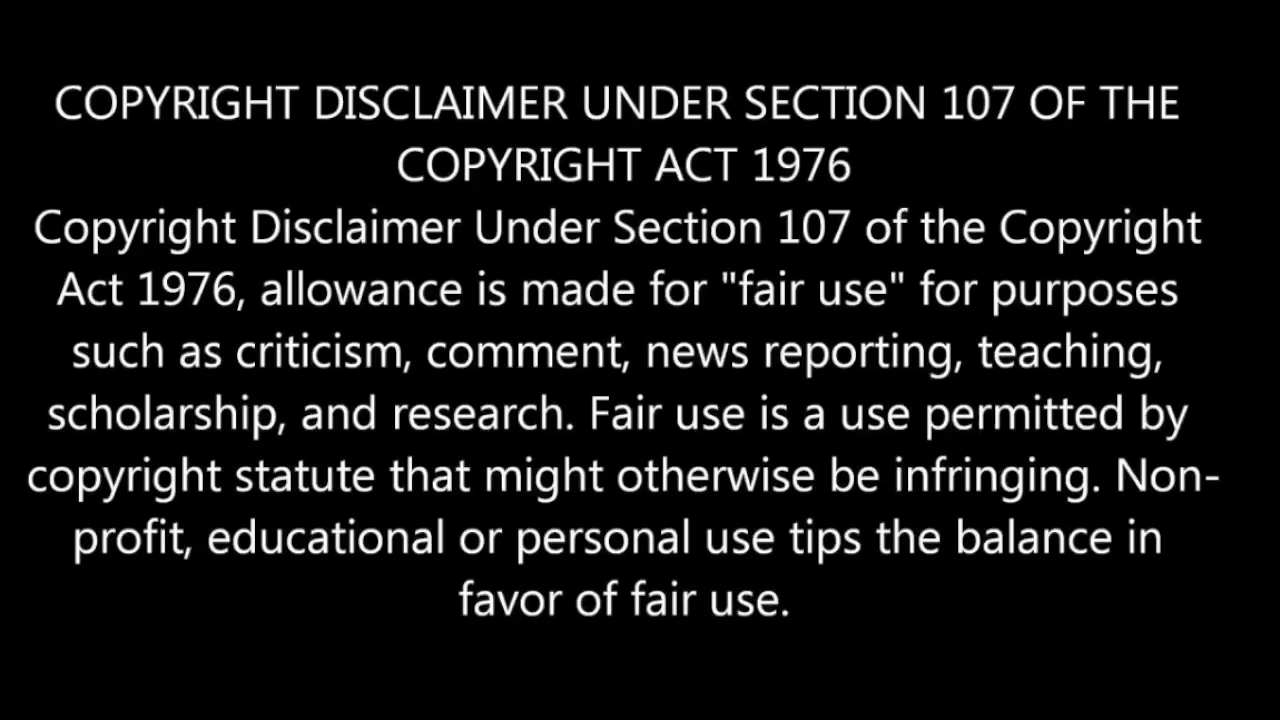 COPYRIGHT DISCLAIMER UNDER SECTION 107 OF THE
COPYRIGHT ACT 1976
Copyright Disclaimer Under Section 107 of the Copyright
Act 1976, allowance is made for "fair use" for purposes
such as criticism, comment, news reporting, teaching,
scholarship, and research. Fair use is a use permitted by
copyright statute that might otherwise be infringing. Non-
profit, educational or personal use tips the balance in
favor of fair use.